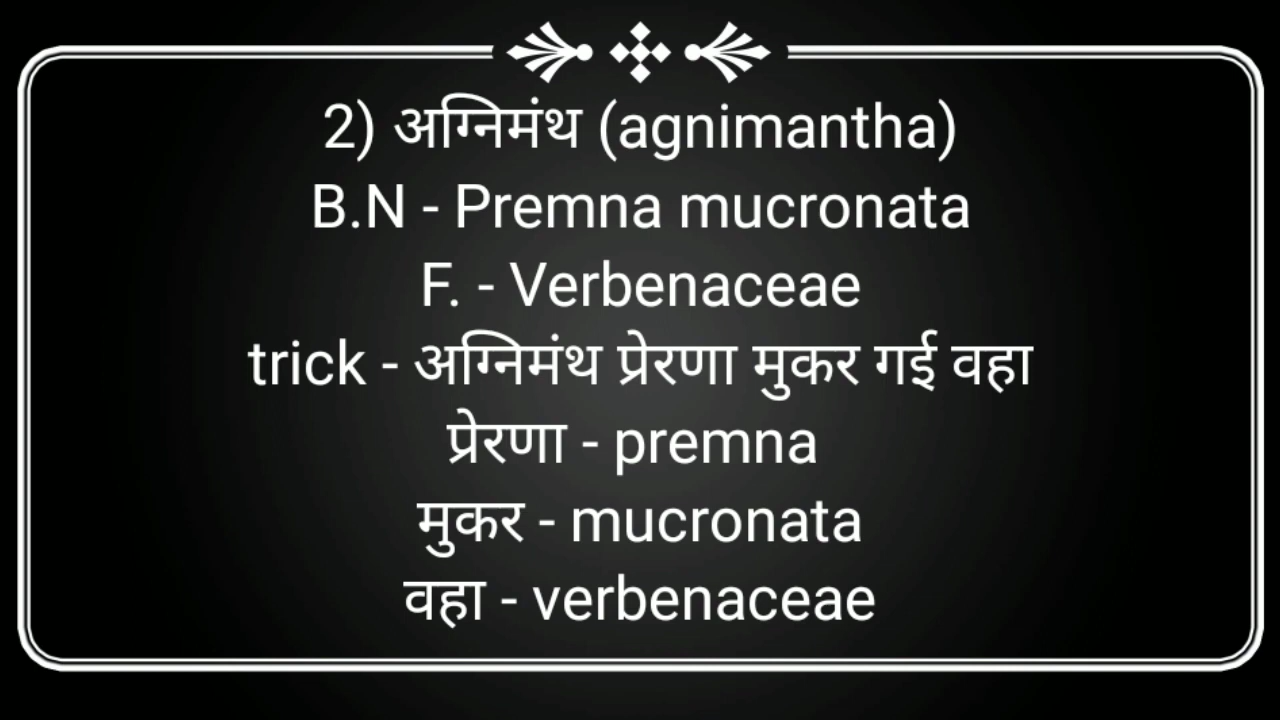 2) अग्निमंथ (agnimantha)
B.N - Premna mucronata
F. - Verbenaceae
trick - अग्निमंथ प्रेरणा मुकर गई वहा
प्रेरणा - premna
मुकर - mucronata
वहा - verbenaceae